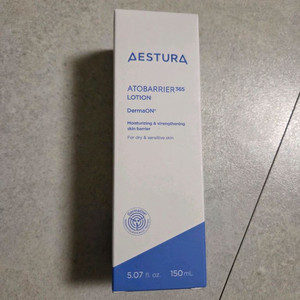 AESTURA
ATOBARRIER365
LOTION
DermaON®
Moisturizing & strengthening
skin barrier
For dry & sensitive skin
5.07 fl. oz. 150 mL